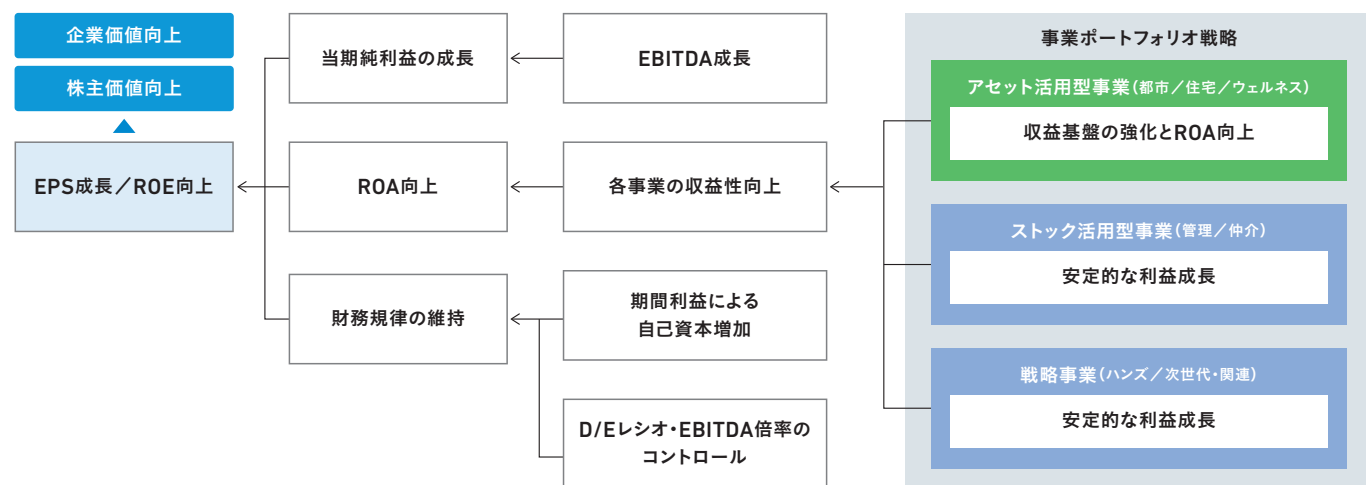 企業価値向上
株主価値向上
EPS成長／ROE向上
当期純利益の成長
ROA向上
財務規律の維持
EBITDA成長
各事業の収益性向上
期間利益による
自己資本増加
D/Eレシオ・EBITDA倍率の
コントロール
事業ポートフォリオ戦略
アセット活用型事業（都市／住宅／ウェルネス）
収益基盤の強化とROA向上
ストック活用型事業（管理／仲介）
安定的な利益成長
戦略事業（ハンズ／次世代・関連）
安定的な利益成長